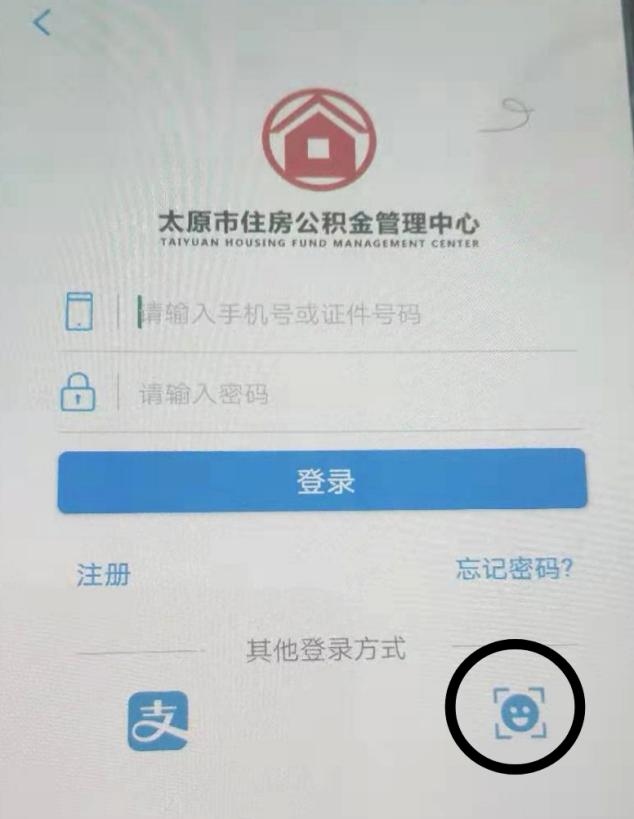 太原市住房公积金管理中心
TAIYUAN HOUSING FUND MANAGEMENT CENTER
请输入手机号或证件号码
请输入密码
登录
注册
忘记密码?
其他登录方式
支